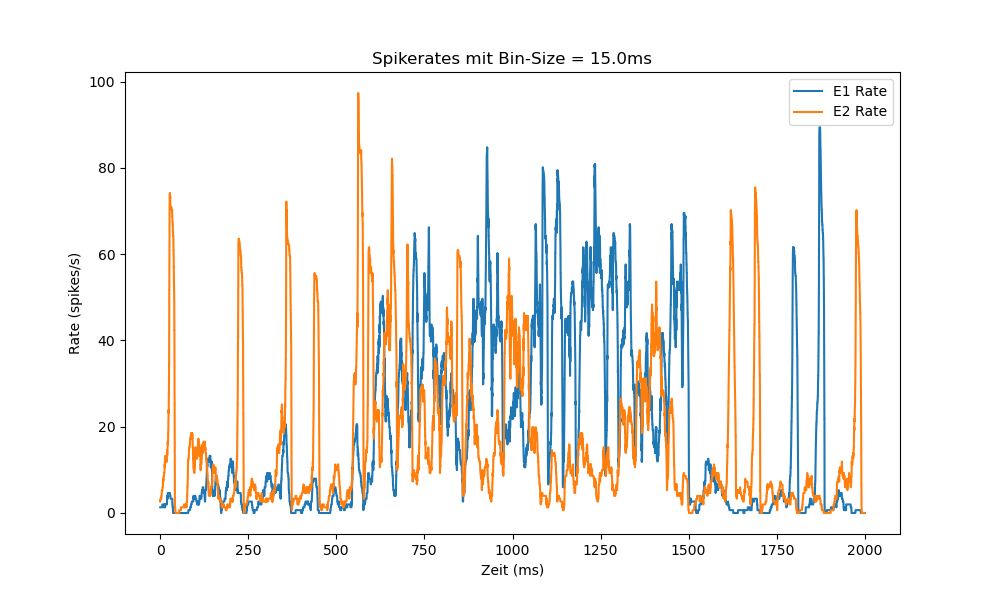 Spikerates mit Bin-Size = 15.0ms
E1 Rate
E2 Rate
Rate (spikes/s)
100
80
60
40
20
0
0 250 500 750 1000 1250 1500 1750 2000
Zeit (ms)